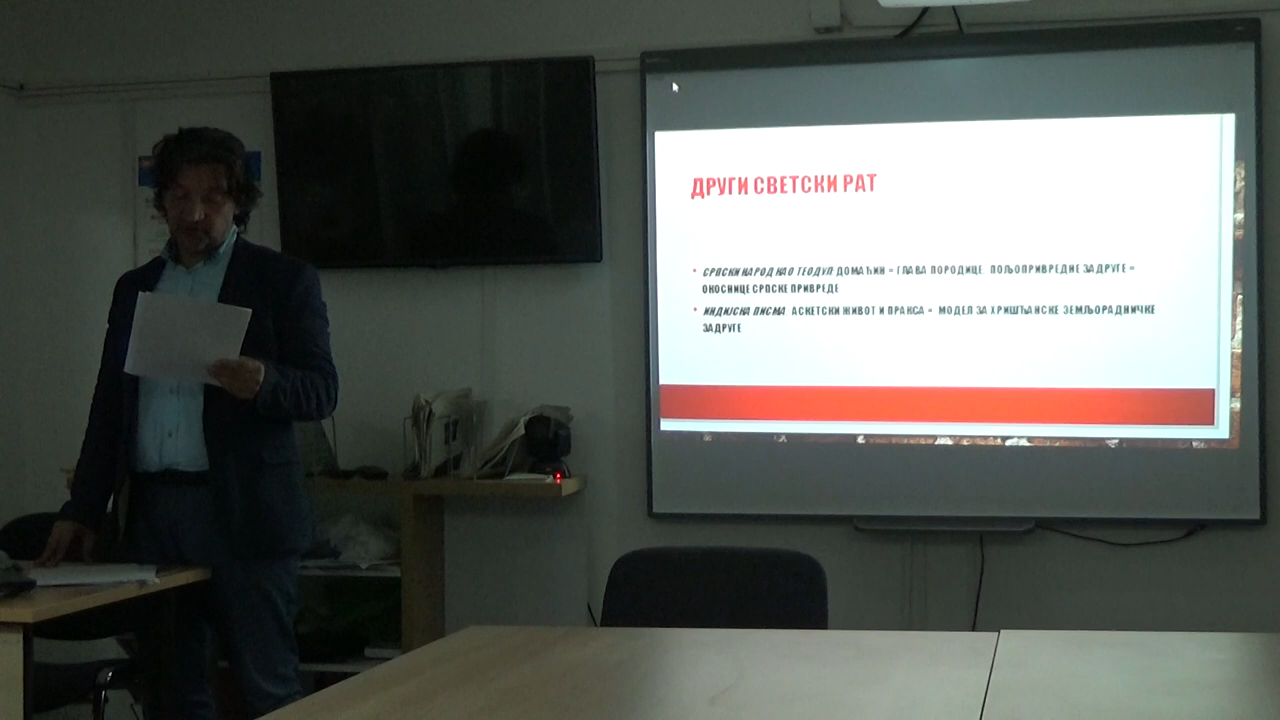 ДРУГИ СВЕТСКИ РАТ
СРПСКИ НАРОД КАО ТЕОДУЛ ДОМАЋИН = ГЛАВА ПОРОДИЦЕ ПОЉОПРИВРЕДНЕ ЗАДРУГЕ =
ОКОСНИЦЕ СРПСКЕ ПРИВРЕДЕ
ИНДИЈСКА ПИСМА АСКЕТСКИ ЖИВОТ И ПРАКСА = МОДЕЛ ЗА ХРИШЋАНСКЕ ЗЕМЉОРАДНИЧКЕ
ЗАДРУГЕ